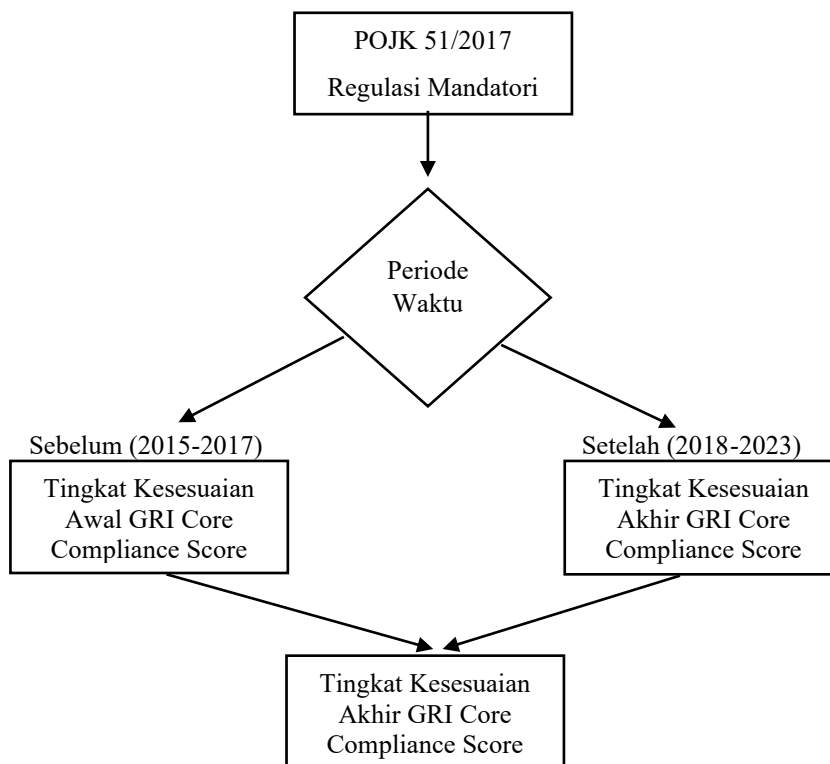 POJK 51/2017
Regulasi Mandatori
Periode
Waktu
Sebelum (2015-2017)
Tingkat Kesesuaian
Awal GRI Core
Compliance Score
Setelah (2018-2023)
Tingkat Kesesuaian
Akhir GRI Core
Compliance Score
Tingkat Kesesuaian
Akhir GRI Core
Compliance Score